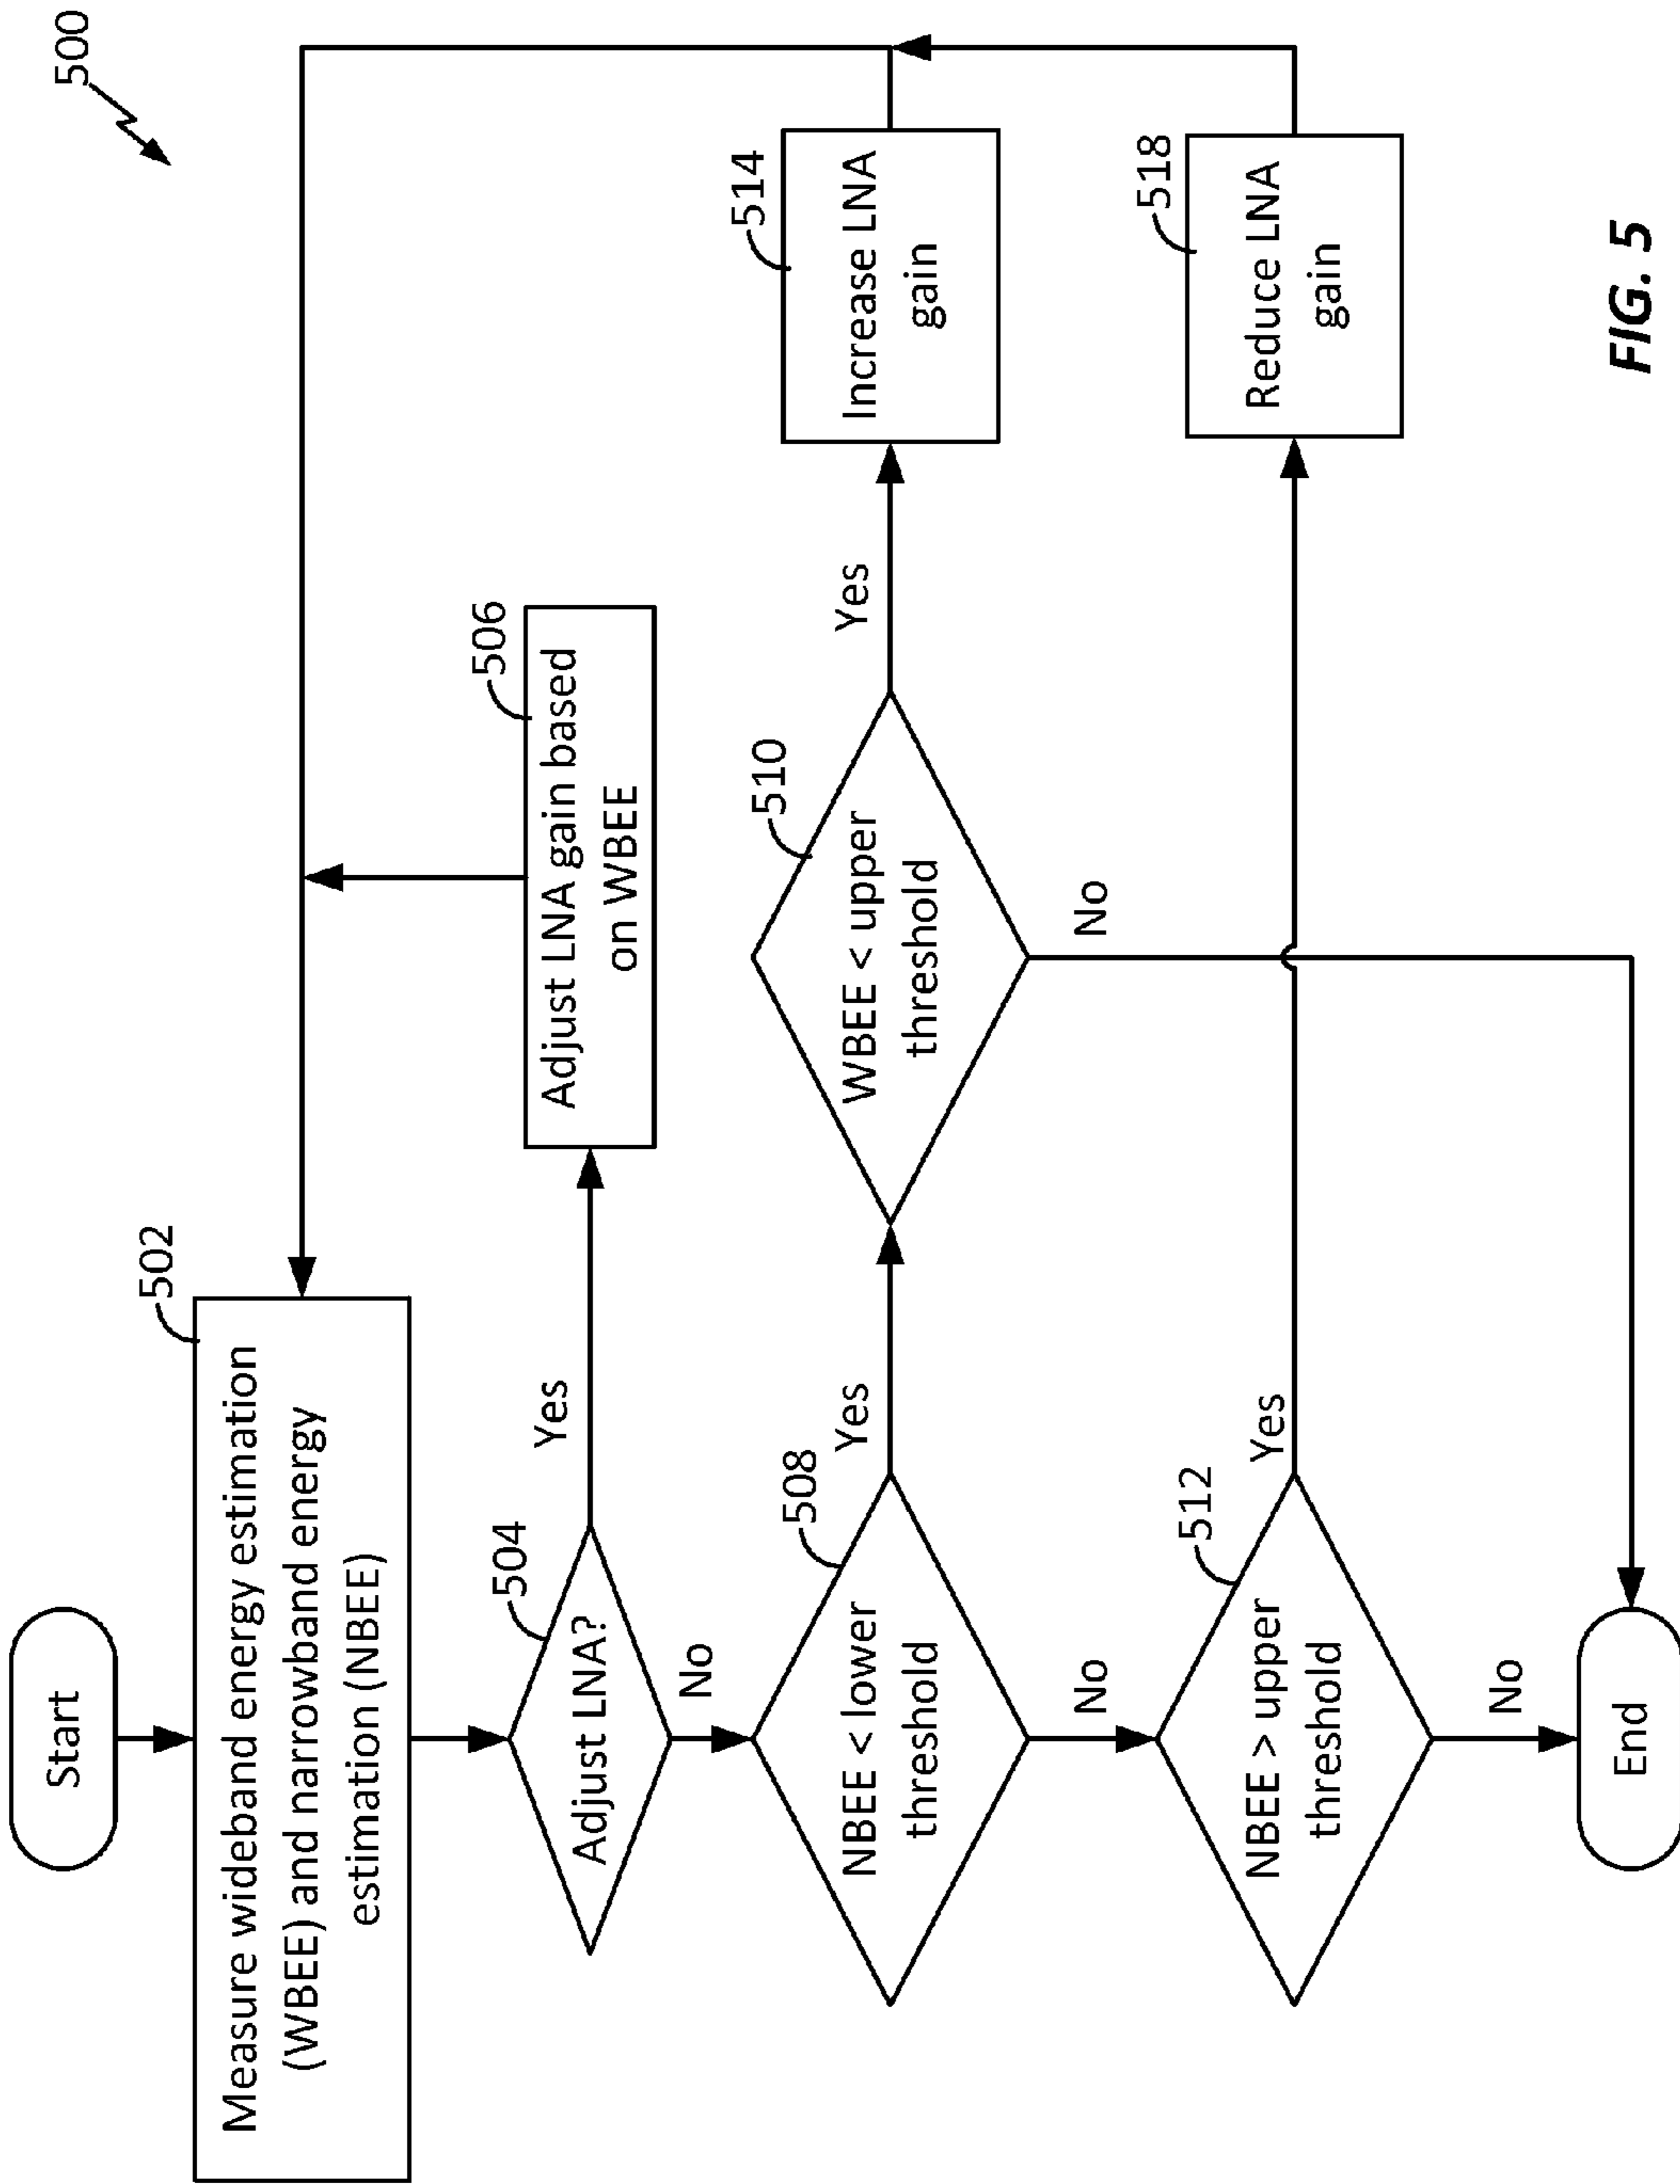 500
Start
502
Measure wideband energy estimation
(WBEE) and narrowband energy
estimation (NBEE)
504
Adjust LNA?
Yes
506
Adjust LNA gain based
on WBEE
No
508
NBEE < lower
threshold
Yes
510
WBEE < upper
threshold
Yes
514
Increase LNA
gain
No
No
512
NBEE > upper
threshold
Yes
518
Reduce LNA
gain
No
End
FIG. 5